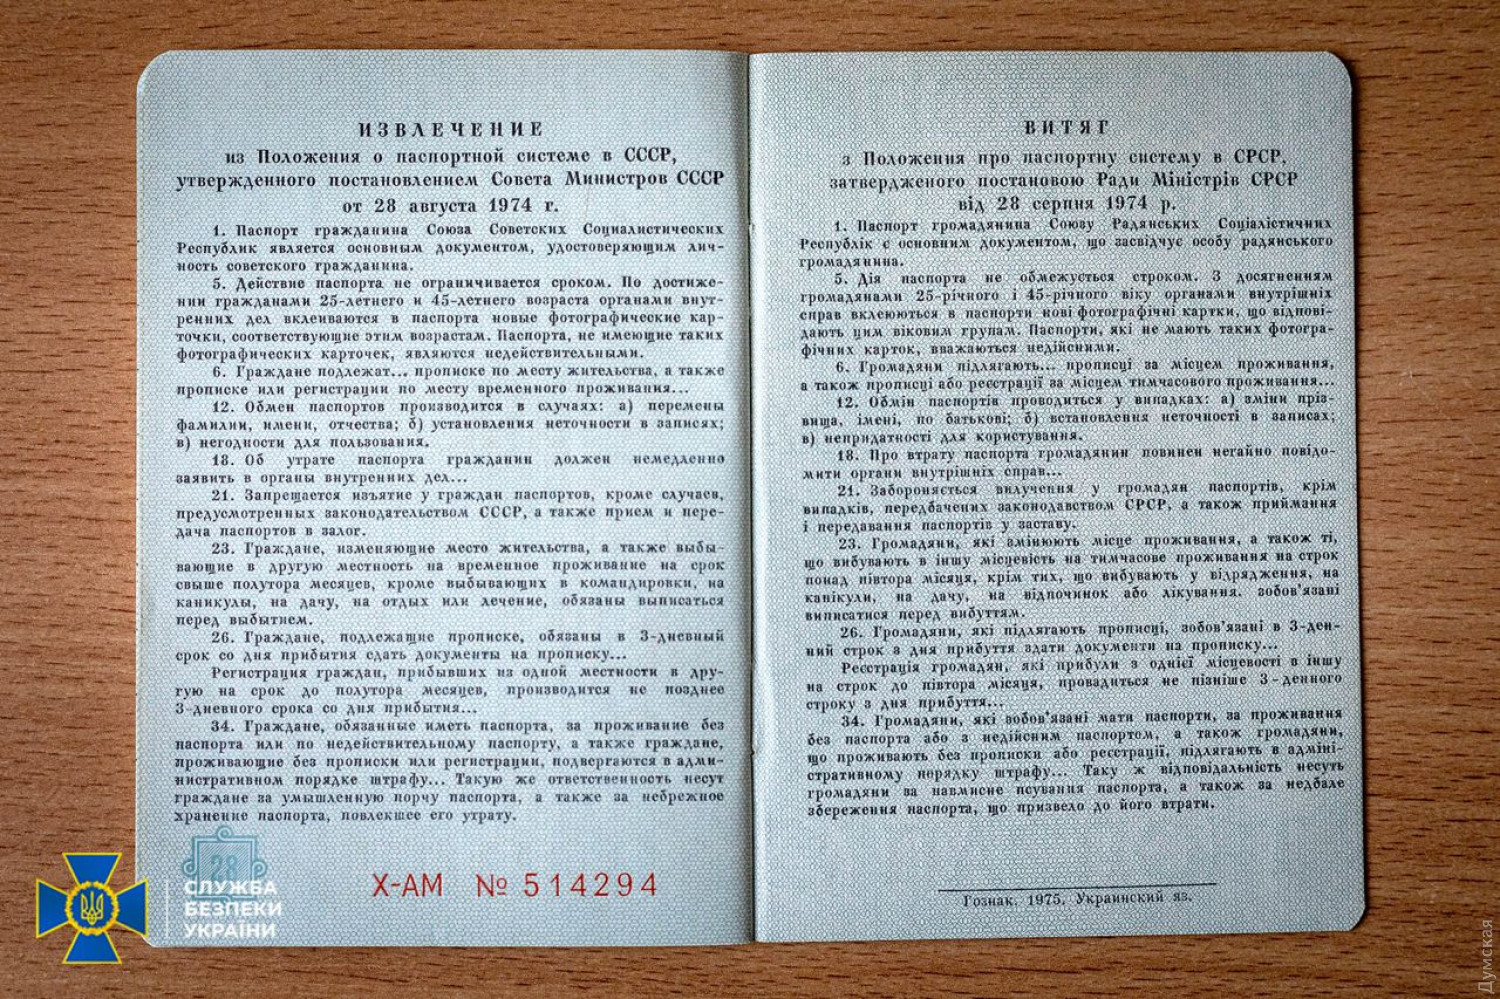 ИЗВЛЕЧЕНИЕ
из Положения о паспортной системе в СССР,
утвержденного постановлением Совета Министров СССР
от 28 августа 1974 г.
1. Паспорт гражданина Союза Советских Социалистических
Республик является основным документом, удостоверяющим лич-
ность советского гражданина.
5. Действие паспорта не ограничивается сроком. По достиже-
нии гражданами 25-летнего и 45-летнего возраста органами внут-
ренних дел вклеиваются в паспорта новые фотографические кар-
точки, соответствующие этим возрастам. Паспорта, не имеющие таких
фотографических карточек, являются недействительными.
6. Граждане подлежат... прописке по месту жительства, а также
прописке или регистрации по месту временного проживания...
12. Обмен паспортов производится в случаях: а) перемены
фамилии, имени, отчества; б) установления неточности в записях;
в) негодности для пользования.
18. Об утрате паспорта гражданин должен немедленно
заявить в органы внутренних дел...
21. Запрещается изъятие у граждан паспортов, кроме случаев,
предусмотренных законодательством СССР, а также прием и пере-
дача паспортов в залог.
23. Граждане, изменяющие место жительства, а также выбы-
вающие в другую местность на временное проживание на срок
свыше полутора месяцев, кроме выбывающих в командировки, на
каникулы, на дачу, на отдых или лечение, обязаны выписаться
перед выбытием.
26. Граждане, подлежащие прописке, обязаны в 3-дневный
срок со дня прибытия сдать документы на прописку...
Регистрация граждан, прибывших из одной местности в дру-
гую на срок до полутора месяцев, производится не позднее
3-дневного срока со дня прибытия...
34. Граждане, обязанные иметь паспорта, за проживание без
паспорта или по недействительному паспорту, а также граждане,
проживающие без прописки или регистрации, подвергаются в адми-
нистративном порядке штрафу... Такую же ответственность несут
граждане за умышленную порчу паспорта, а также за небрежное
хранение паспорта, повлекшее его утрату.
28
Х-АМ № 514294
СЛУЖБА
БЕЗПЕКИ
УКРАЇНИ
ВИТЯГ
з Положення про паспортну систему в СРСР,
затвердженого постановою Ради Міністрів СРСР
від 28 серпня 1974 р.
1. Паспорт громадянина Союзу Радянських Соціалістичних
Республік є основним документом, що засвідчує особу радянського
громадянина.
5. Дія паспорта не обмежується строком. З досягненням
громадянами 25-річного і 45-річного віку органами внутрішніх
справ вклеюються в паспорти нові фотографічні картки, що відпові-
дають цим віковим групам. Паспорти, які не мають таких фотогра-
фічних карток, вважаються недійсними.
6. Громадяни підлягають... прописці за місцем проживання,
а також прописці або реєстрації за місцем тимчасового проживання...
12. Обмін паспортів проводиться у випадках: а) зміни пріз-
вища, імені, по батькові; б) встановлення неточності в записах;
в) непридатності для користування.
18. Про втрату паспорта громадянин повинен негайно повідо-
мити органи внутрішніх справ...
21. Забороняється вилучення у громадян паспортів, крім
випадків, передбачених законодавством СРСР, а також приймання
і передавання паспортів у заставу.
23. Громадяни, які змінюють місце проживання, а також ті,
що вибувають в іншу місцевість на тимчасове проживання на строк
понад півтора місяця, крім тих, що вибувають у відрядження, на
канікули, на дачу, на відпочинок або лікування. зобов'язані
виписатися перед вибуттям.
26. Громадяни, які підлягають прописці, зобов'язані в 3-ден-
ний строк з дня прибуття здати документи на прописку...
Реєстрація громадян, які прибули з однієї місцевості в іншу
на строк до півтора місяця, провадиться не пізніше 3-денного
строку з дня прибуття...
34. Громадяни, які зобов'язані мати паспорти, за проживання
без паспорта або з недійсним паспортом, а також громадяни,
що проживають без прописки або реєстрації, підлягають в адміні-
стративному порядку штрафу... Таку ж відповідальність несуть
громадяни за навмисне псування паспорта, а також за недбале
збереження паспорта, що призвело до його втрати.
Гознак. 1975. Украинский яз.
Думская